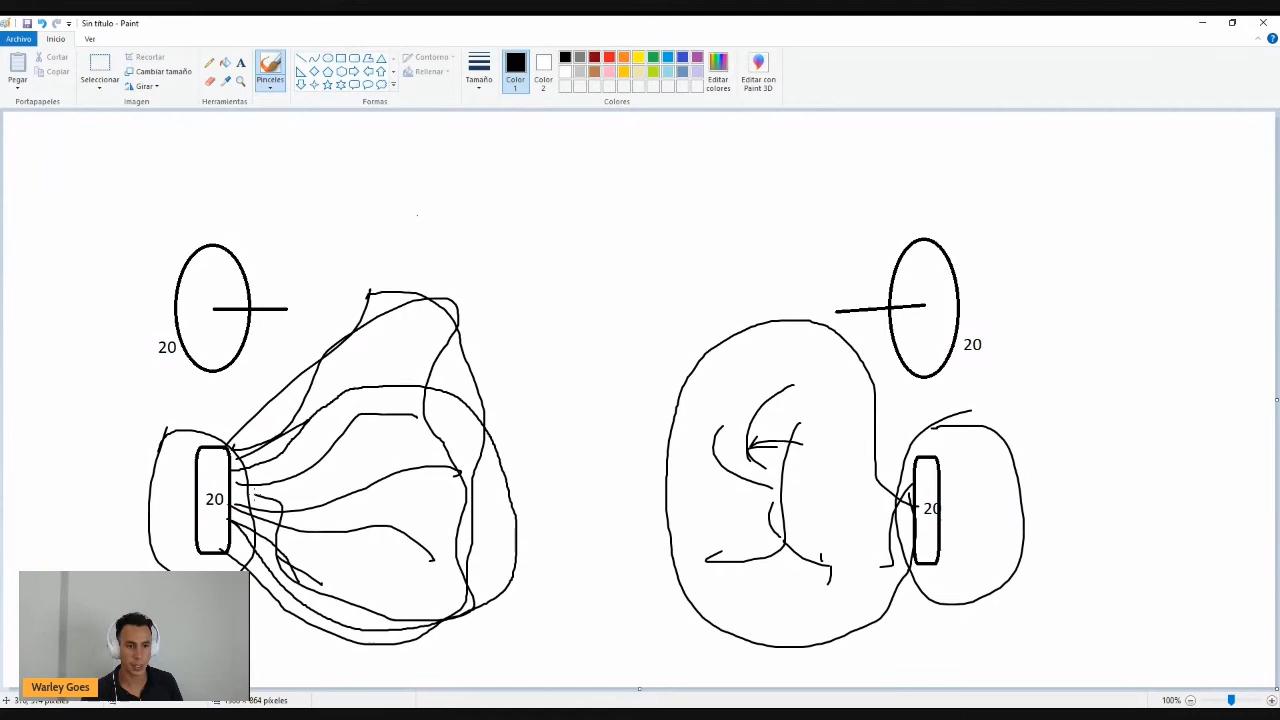 Sin título - Paint
Archivo Inicio Ver
Pegar
Cortar
Copiar
Portapapeles
Seleccionar
Recortar
Cambiar tamaño
Girar
Imagen
A
Herramientas
Pinceles
Contorno
Rellenar
Formas
Tamaño
Color 1
Color 2
Editar colores
Colores
Editar con Paint 3D
20
20
20
20
Warley Goes
100%